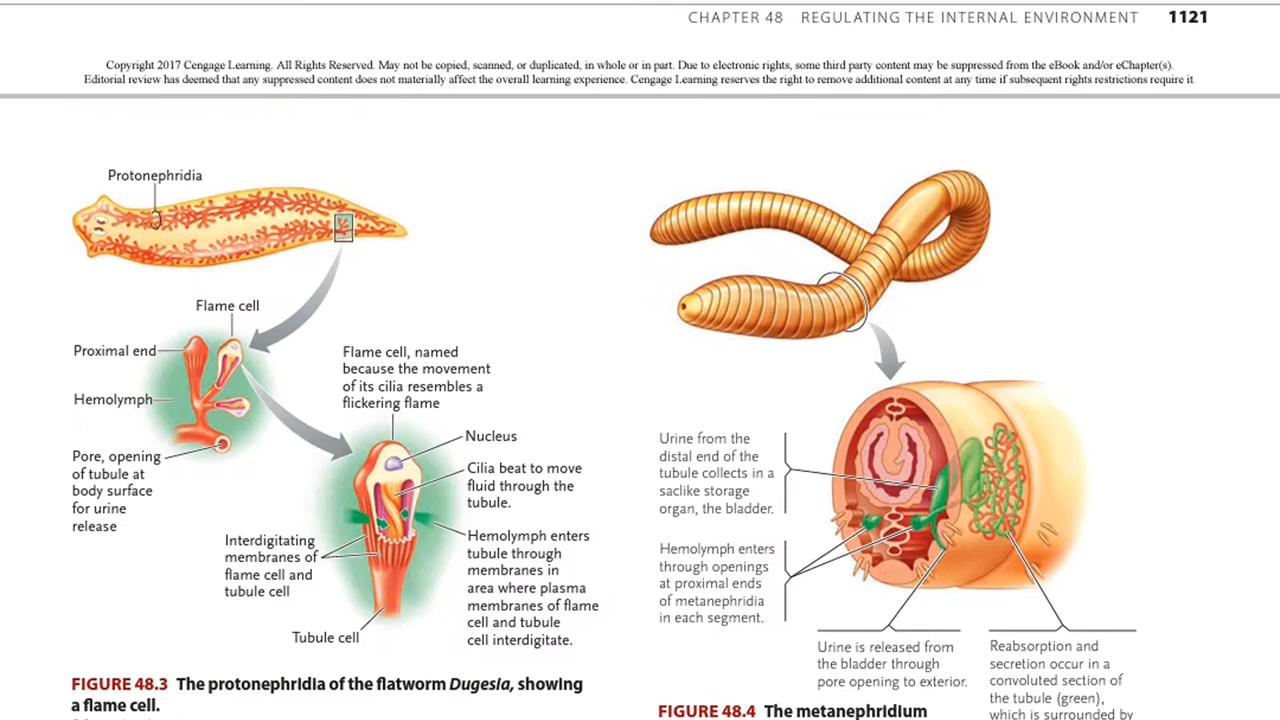 CHAPTER 48 REGULATING THE INTERNAL ENVIRONMENT 1121
Copyright 2017 Cengage Learning. All Rights Reserved. May not be copied, scanned, or duplicated, in whole or in part. Due to electronic rights, some third party content may be suppressed from the eBook and/or eChapter(s).
Editorial review has deemed that any suppressed content does not materially affect the overall learning experience. Cengage Learning reserves the right to remove additional content at any time if subsequent rights restrictions require it.
Protonephridia
Flame cell
Proximal end
Hemolymph
Pore, opening
of tubule at
body surface
for urine
release
Flame cell, named
because the movement
of its cilia resembles a
flickering flame
Nucleus
Cilia beat to move
fluid through the
tubule.
Interdigitating
membranes of
flame cell and
tubule cell
Hemolymph enters
tubule through
membranes in
area where plasma
membranes of flame
cell and tubule
cell interdigitate.
Tubule cell
FIGURE 48.3 The protonephridia of the flatworm Dugesia, showing
a flame cell.
Urine from the
distal end of the
tubule collects in a
saclike storage
organ, the bladder.
Hemolymph enters
through openings
at proximal ends
of metanephridia
in each segment.
Urine is released from
the bladder through
pore opening to exterior.
Reabsorption and
secretion occur in a
convoluted section of
the tubule (green),
which is surrounded by
FIGURE 48.4 The metanephridium